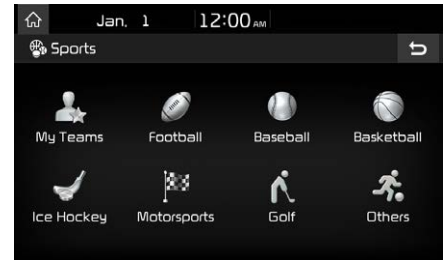 Jan. 1 12:00 AM
Sports
My Teams Football Baseball Basketball
Ice Hockey Motorsports Golf Others